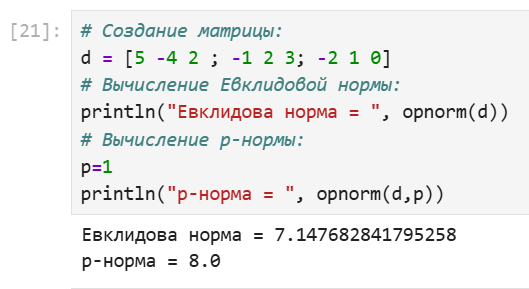 [21]: # Создание матрицы:
d = [5 -4 2 ; -1 2 3; -2 1 0]
# Вычисление Евклидовой нормы:
println("Евклидова норма = ", opnorm(d))
# Вычисление p-нормы:
p=1
println("p-норма = ", opnorm(d,p))
Евклидова норма = 7.147682841795258
p-норма = 8.0